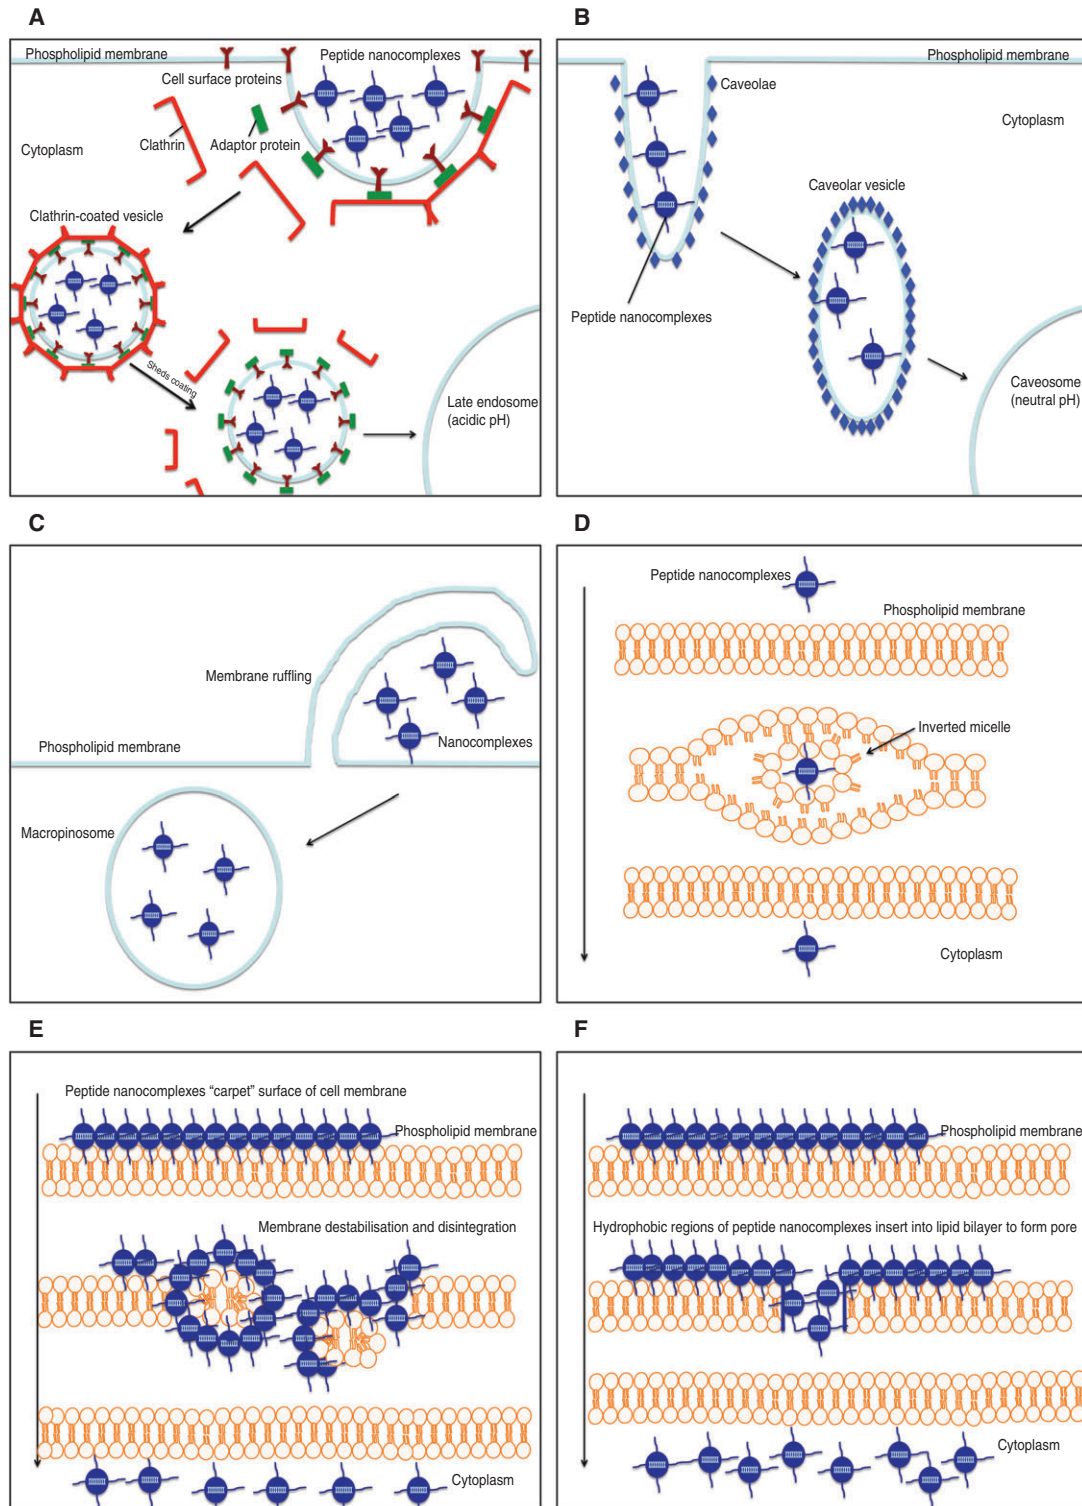 A
Phospholipid membrane
Peptide nanocomplexes
Cell surface proteins
Clathrin
Adaptor protein
Cytoplasm
Clathrin-coated vesicle
Sheds coating
Late endosome
(acidic pH)
B
Phospholipid membrane
Caveolae
Cytoplasm
Caveolar vesicle
Peptide nanocomplexes
Caveosome
(neutral pH)
C
Membrane ruffling
Phospholipid membrane
Nanocomplexes
Macropinosome
D
Peptide nanocomplexes
Phospholipid membrane
Inverted micelle
Cytoplasm
E
Peptide nanocomplexes “carpet” surface of cell membrane
Phospholipid membrane
Membrane destabilisation and disintegration
Cytoplasm
F
Phospholipid membrane
Hydrophobic regions of peptide nanocomplexes insert into lipid bilayer to form pore
Cytoplasm